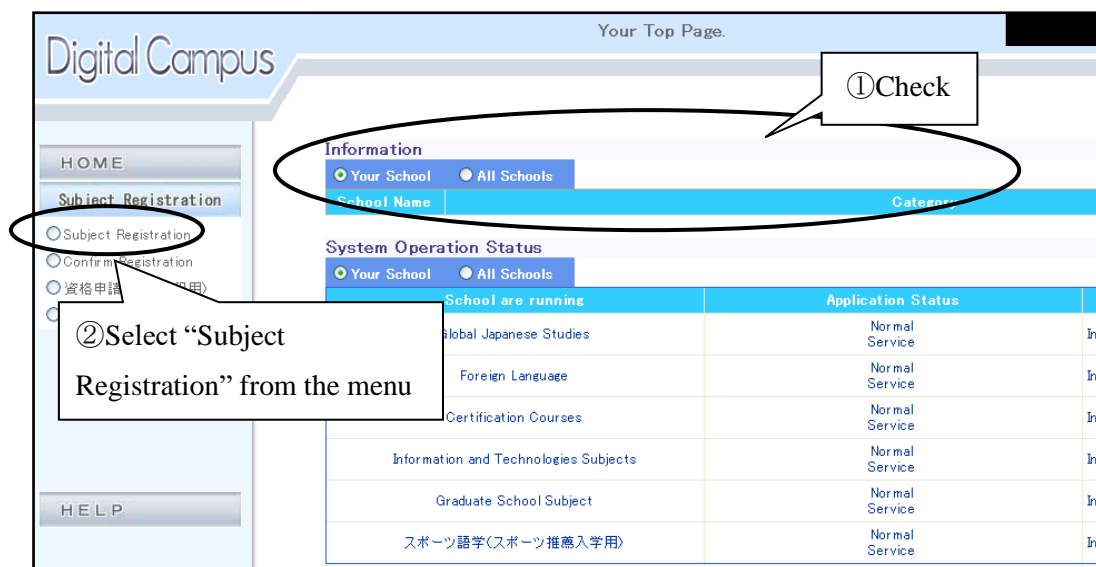 Your Top Page.
Digital Campus
①Check
Information
Your School All Schools
School Name Category
HOME
Subject Registration
Subject Registration
Confirm Registration
資格申請
System Operation Status
Your School All Schools
School are running Application Status
Global Japanese Studies Normal Service
Foreign Language Normal Service
Certification Courses Normal Service
Information and Technologies Subjects Normal Service
Graduate School Subject Normal Service
スポーツ語学(スポーツ推薦入学用) Normal Service
②Select “Subject
Registration” from the menu
HELP